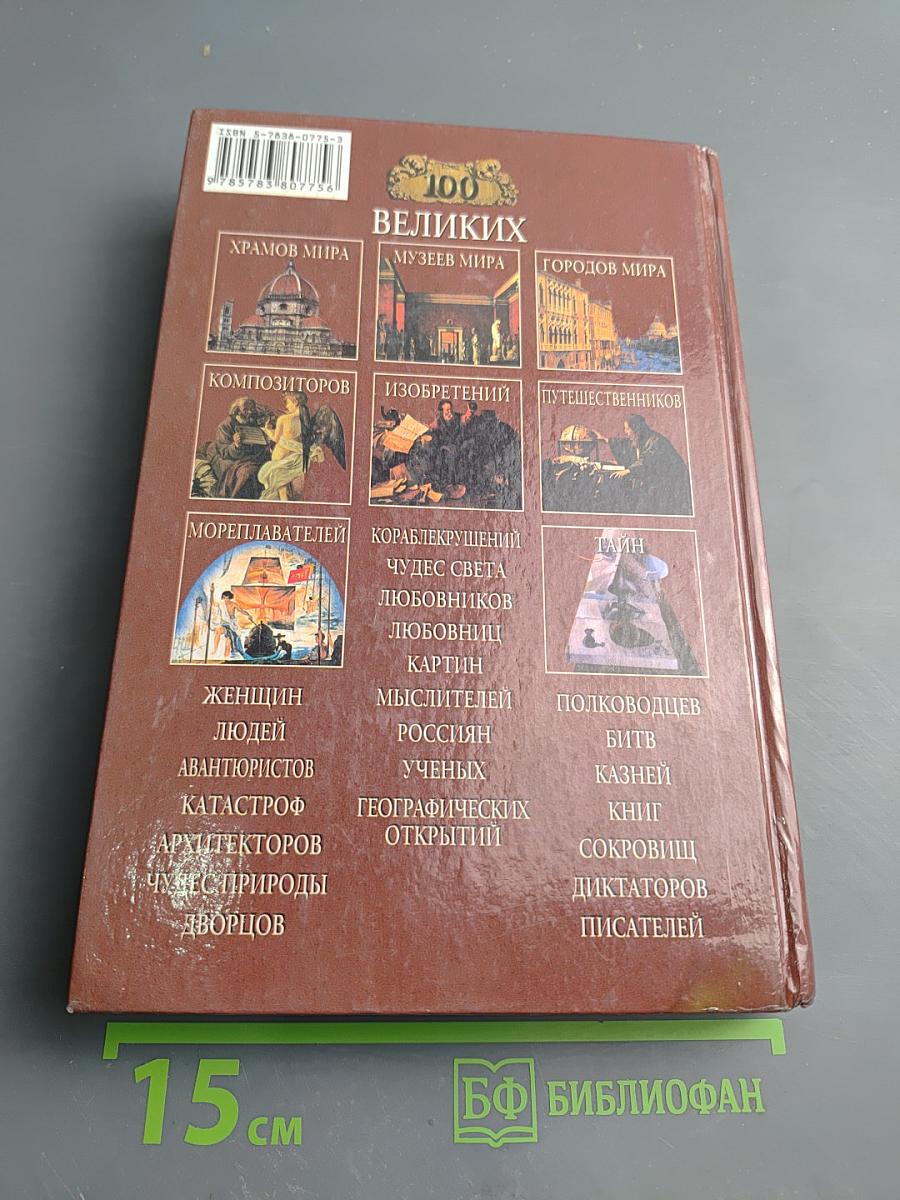 ISBN 5-7838-0775-3
9 785783 807756
100
ВЕЛИКИХ
ХРАМОВ МИРА
МУЗЕЕВ МИРА
ГОРОДОВ МИРА
КОМПОЗИТОРОВ
ИЗОБРЕТЕНИЙ
ПУТЕШЕСТВЕННИКОВ
МОРЕПЛАВАТЕЛЕЙ
ТАЙН
КОРАБЛЕКРУШЕНИЙ
ЧУДЕС СВЕТА
ЛЮБОВНИКОВ
ЛЮБОВНИЦ
КАРТИН
МЫСЛИТЕЛЕЙ
РОССИЯН
УЧЕНЫХ
ГЕОГРАФИЧЕСКИХ
ОТКРЫТИЙ
ЖЕНЩИН
ЛЮДЕЙ
АВАНТЮРИСТОВ
КАТАСТРОФ
АРХИТЕКТОРОВ
ЧУДЕС ПРИРОДЫ
ДВОРЦОВ
ПОЛКОВОДЦЕВ
БИТВ
КАЗНЕЙ
КНИГ
СОКРОВИЩ
ДИКТАТОРОВ
ПИСАТЕЛЕЙ
15 см
БФ БИБЛИОФАН